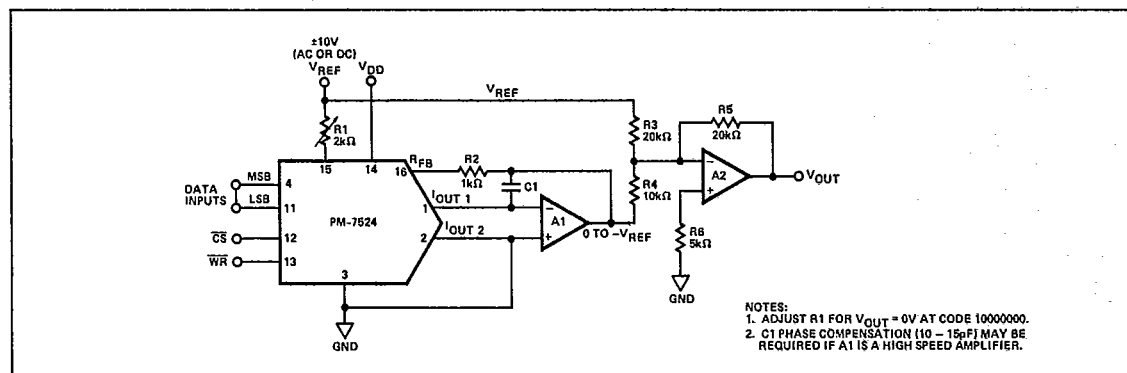 ±10V
(AC OR DC)
VREF
VDD
VREF
R1
2kΩ
R3
20kΩ
R5
20kΩ
15
14
RFB
16
R2
1kΩ
C1
R4
10kΩ
A2
VOUT
DATA
INPUTS
MSB
LSB
4
11
PM-7524
IOUT 1
1
A1
IOUT 2
2
0 TO -VREF
CS
12
WR
13
3
R6
5kΩ
GND
GND
NOTES:
1. ADJUST R1 FOR VOUT = 0V AT CODE 10000000.
2. C1 PHASE COMPENSATION (10 – 15pF) MAY BE
REQUIRED IF A1 IS A HIGH SPEED AMPLIFIER.